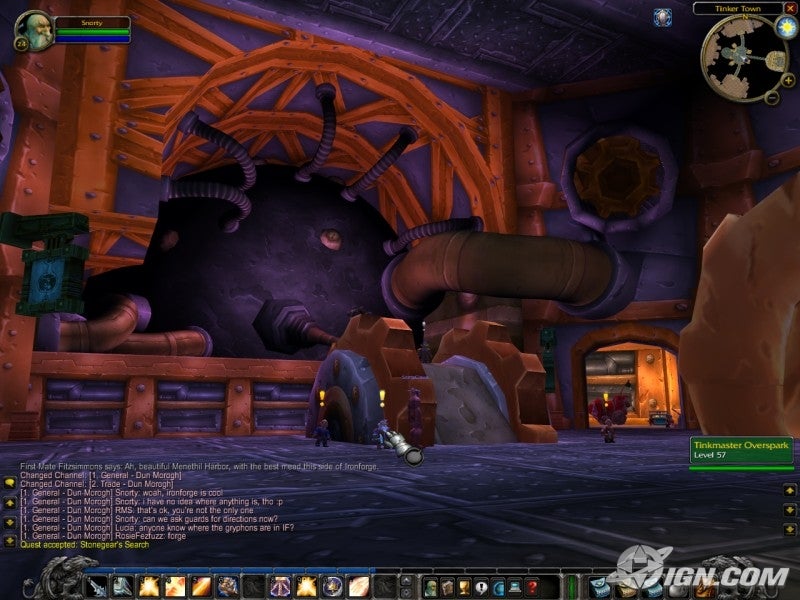 Snorty
24
Tinker Town
N
Tinkmaster Overspark
Level 57
First Mate Fitzsimmons says: Ah, beautiful Menethil Harbor, with the best mead this side of Ironforge.
Changed Channel: [1. General - Dun Morogh]
Changed Channel: [2. Trade - Dun Morogh]
[1. General - Dun Morogh] Snorty: woah, ironforge is cool
[1. General - Dun Morogh] Snorty: i have no idea where anything is, tho :p
[1. General - Dun Morogh] RMS: that's ok, you're not the only one
[1. General - Dun Morogh] Snorty: can we ask guards for directions now?
[1. General - Dun Morogh] Lucia: anyone know where the gryphons are in IF?
[1. General - Dun Morogh] RosieFezfuzz: forge
Quest accepted: Stonegear's Search
IGN.COM